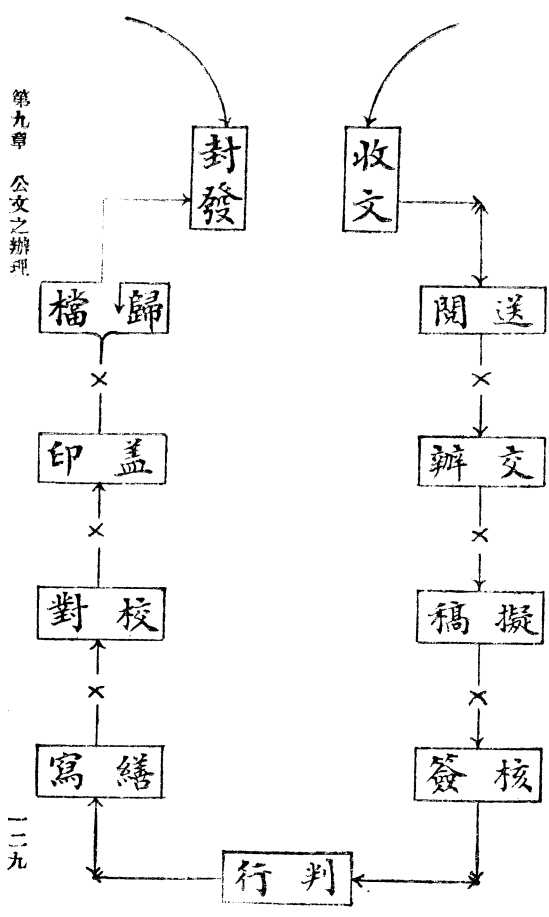 收文
送閱
交辦
擬稿
核簽
判行
繕寫
校對
蓋印
歸檔
封發
第九章 公文之辦理
一二九